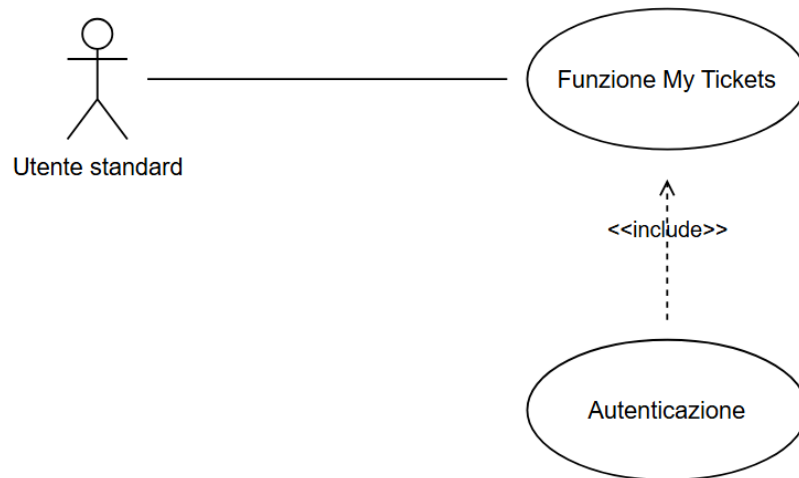 Funzione My Tickets
Utente standard
<<include>>
Autenticazione